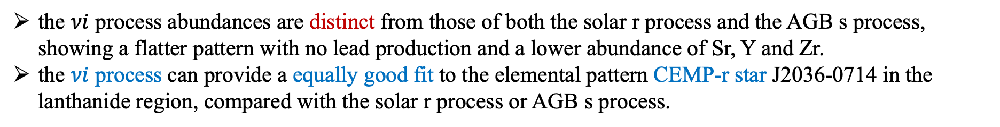 ➢ the νi process abundances are distinct from those of both the solar r process and the AGB s process,
showing a flatter pattern with no lead production and a lower abundance of Sr, Y and Zr.
➢ the νi process can provide a equally good fit to the elemental pattern CEMP-r star J2036-0714 in the
lanthanide region, compared with the solar r process or AGB s process.